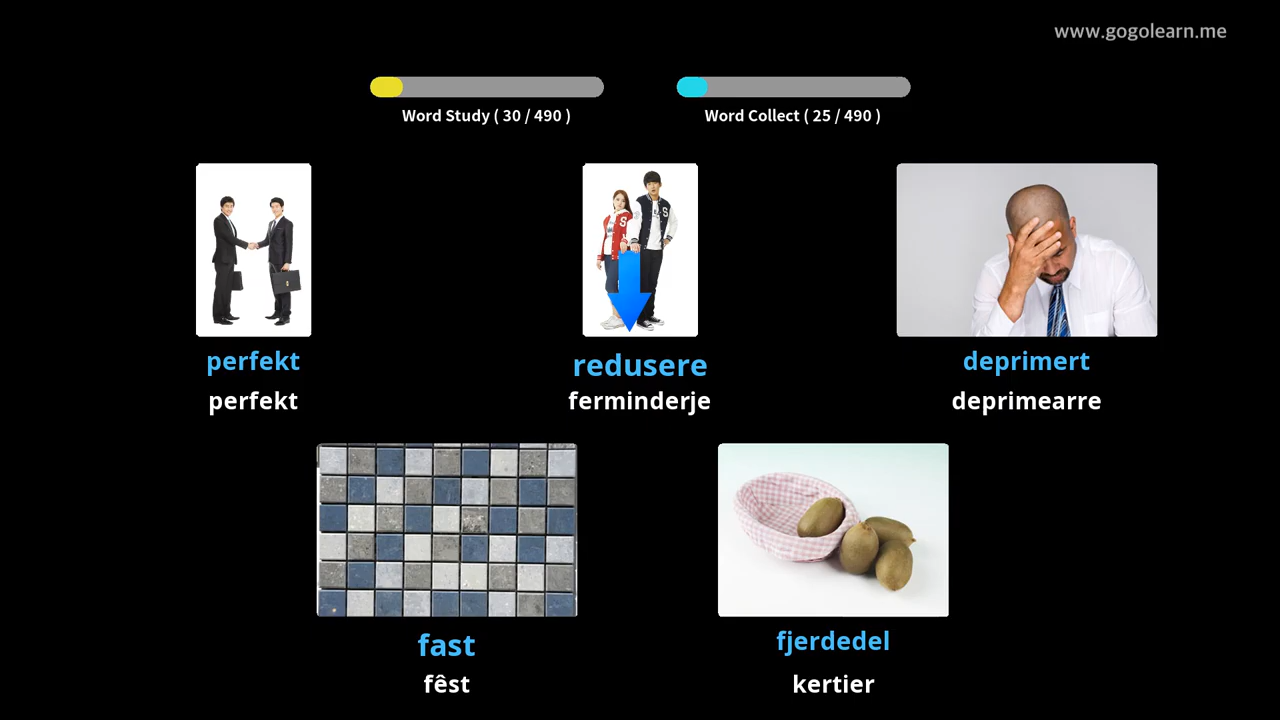 www.gogolearn.me
Word Study ( 30 / 490 )
Word Collect ( 25 / 490 )
perfekt
perfekt
redusere
ferminderje
deprimert
deprimearre
fast
fêst
fjerdedel
kertier